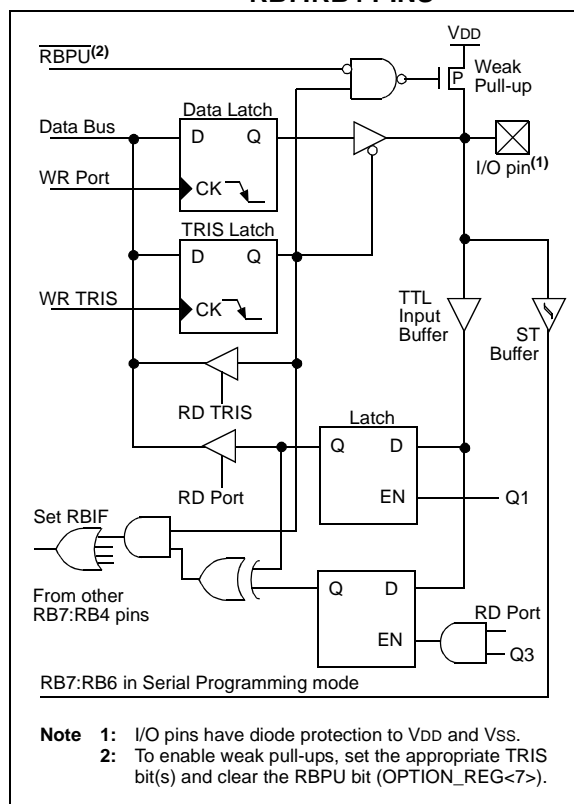 RBPU(2)
VDD
P
Weak
Pull-up
Data Latch
Data Bus
D Q
I/O pin(1)
WR Port
CK
TRIS Latch
D Q
WR TRIS
CK
TTL
Input
Buffer
ST
Buffer
RD TRIS
Latch
Q D
RD Port
EN
Q1
Set RBIF
From other
RB7:RB4 pins
Q D
RD Port
EN
Q3
RB7:RB6 in Serial Programming mode
Note 1: I/O pins have diode protection to VDD and VSS.
2: To enable weak pull-ups, set the appropriate TRIS
bit(s) and clear the RBPU bit (OPTION_REG<7>).